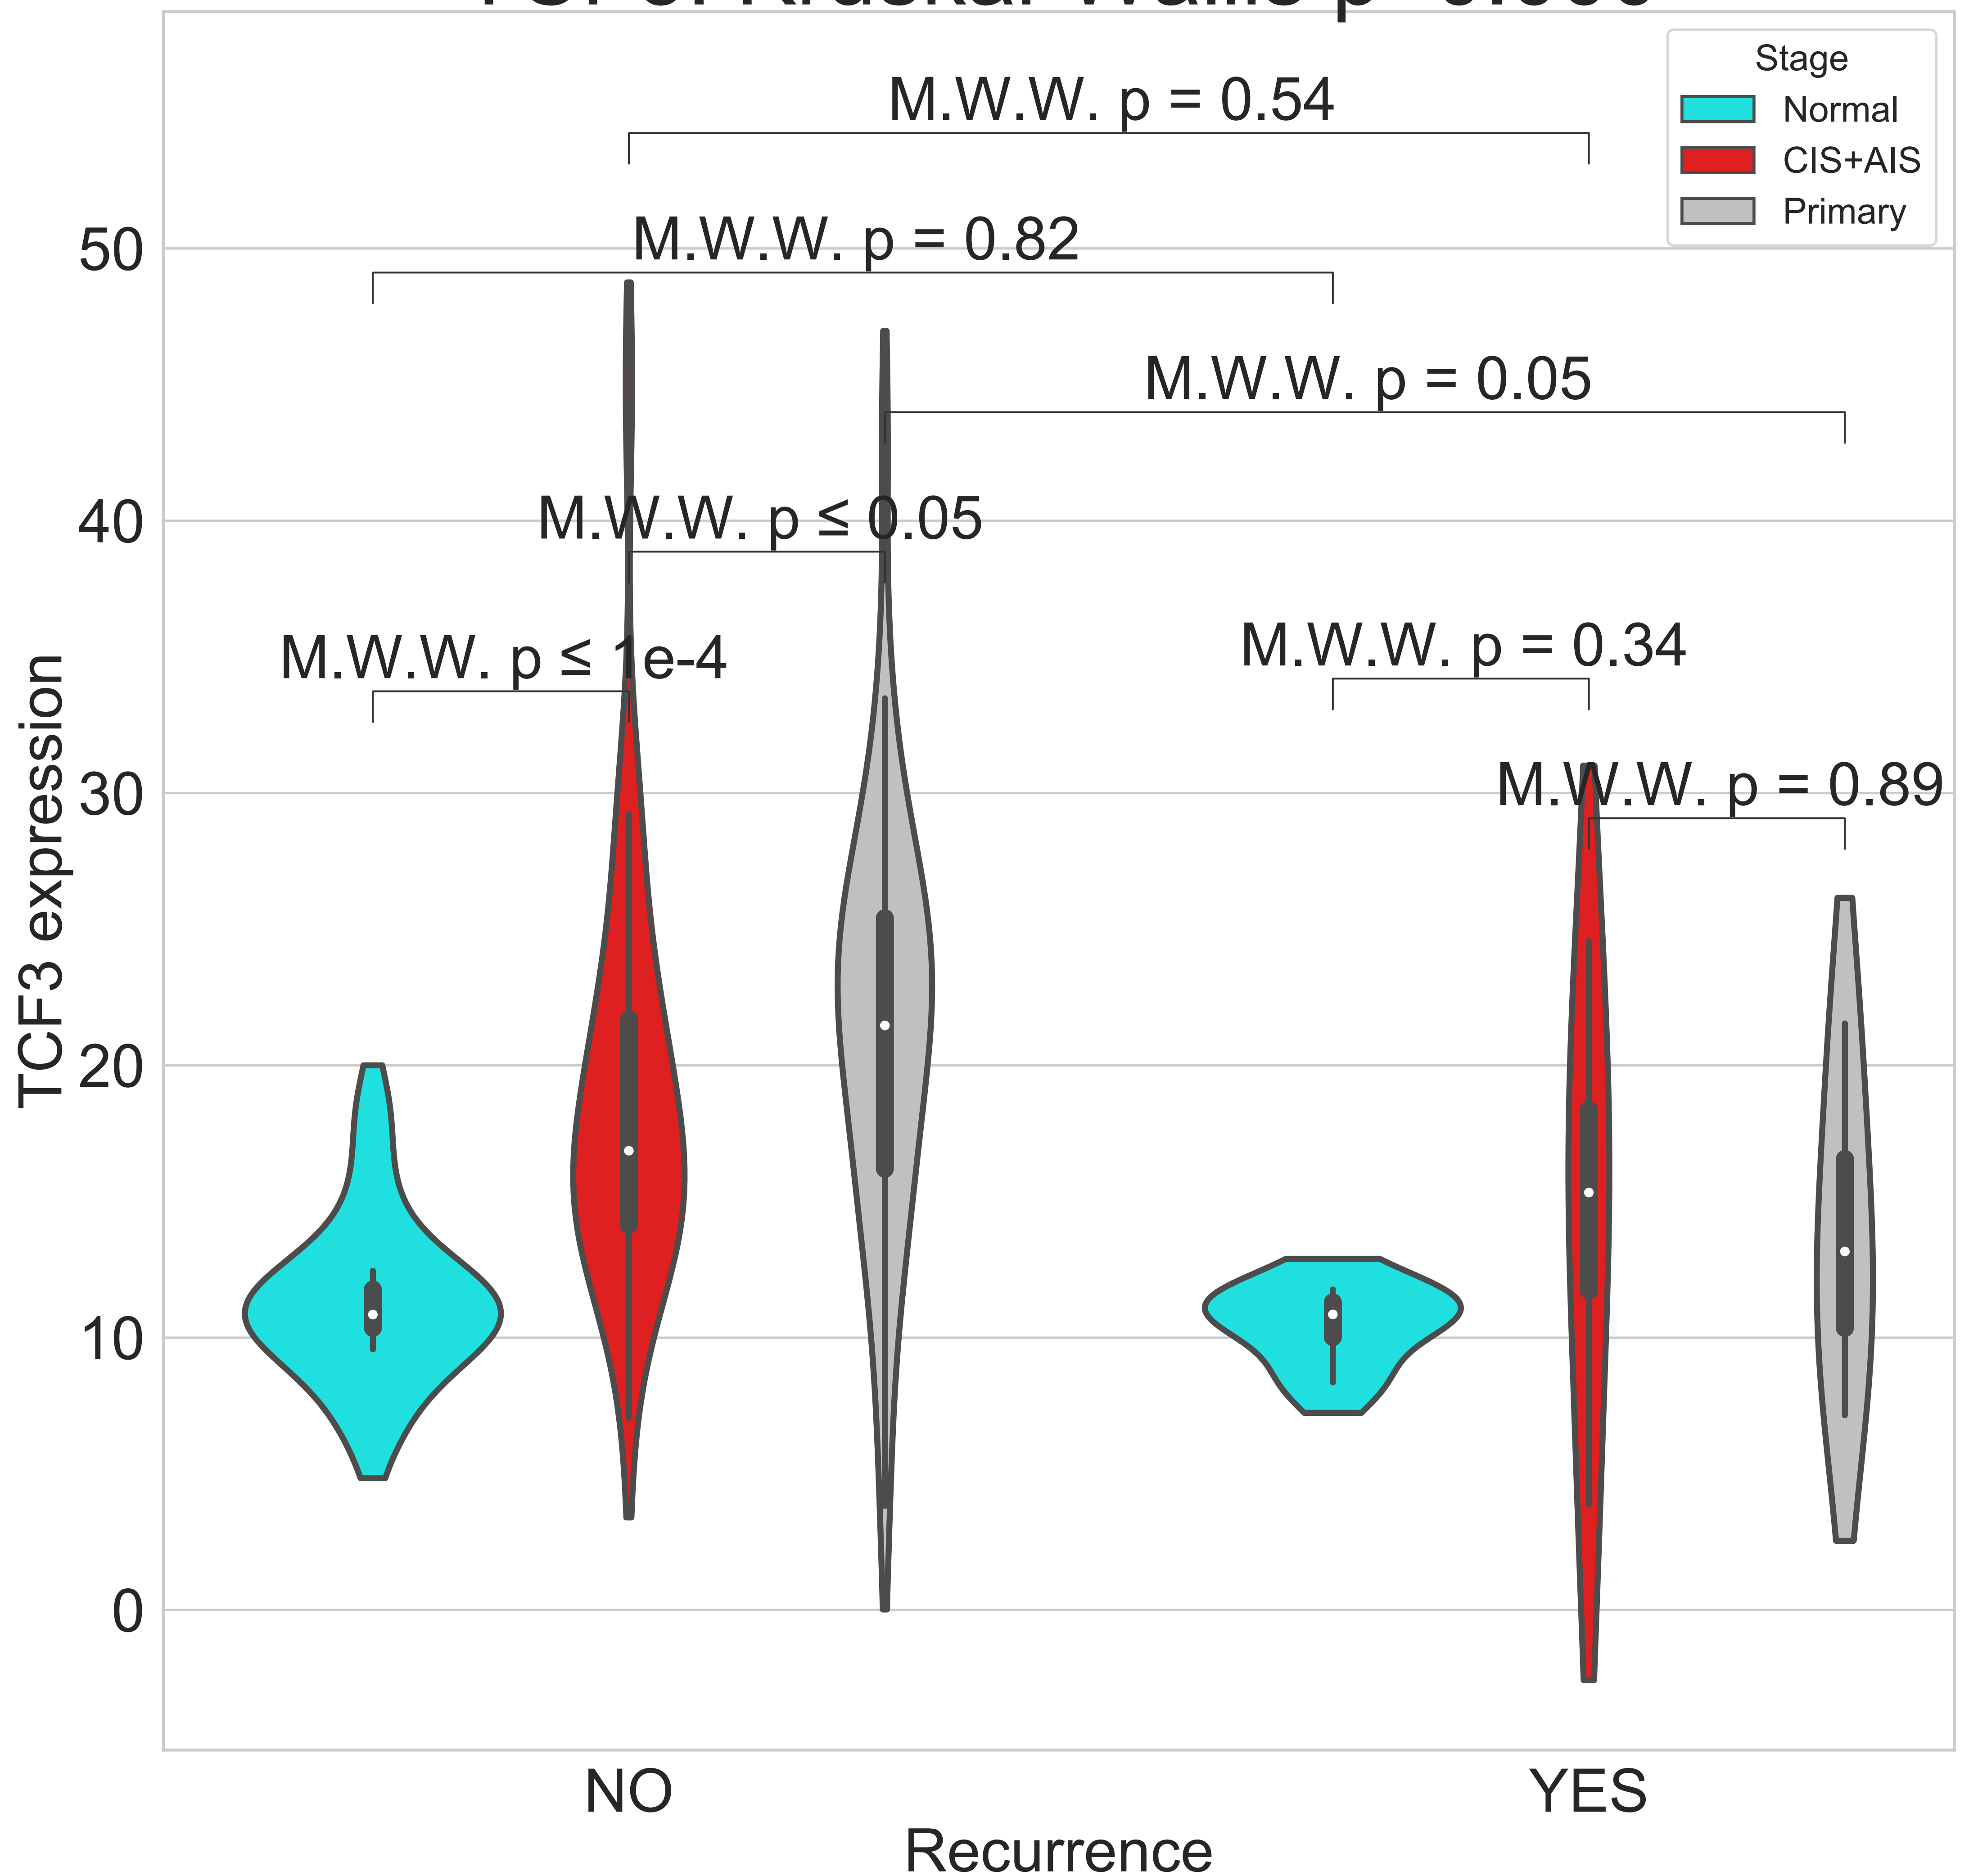 Stage
Normal
CIS+AIS
Primary
M.W.W. p = 0.54
M.W.W. p = 0.82
M.W.W. p = 0.05
M.W.W. p ≤ 0.05
M.W.W. p ≤ 1e-4
M.W.W. p = 0.34
M.W.W. p = 0.89
TCF3 expression
50
40
30
20
10
0
NO
YES
Recurrence